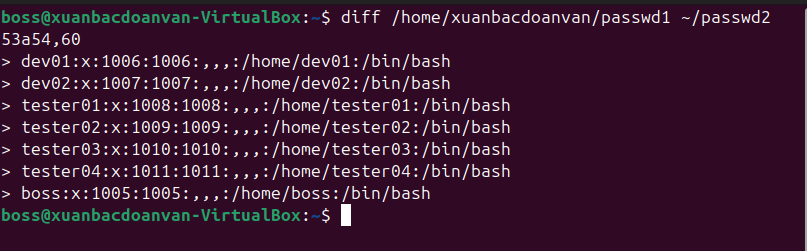 boss@xuanbacdoanvan-VirtualBox:~$ diff /home/xuanbacdoanvan/passwd1 ~/passwd2
53a54,60
> dev01:x:1006:1006:,,,:/home/dev01:/bin/bash
> dev02:x:1007:1007:,,,:/home/dev02:/bin/bash
> tester01:x:1008:1008:,,,:/home/tester01:/bin/bash
> tester02:x:1009:1009:,,,:/home/tester02:/bin/bash
> tester03:x:1010:1010:,,,:/home/tester03:/bin/bash
> tester04:x:1011:1011:,,,:/home/tester04:/bin/bash
> boss:x:1005:1005:,,,:/home/boss:/bin/bash
boss@xuanbacdoanvan-VirtualBox:~$